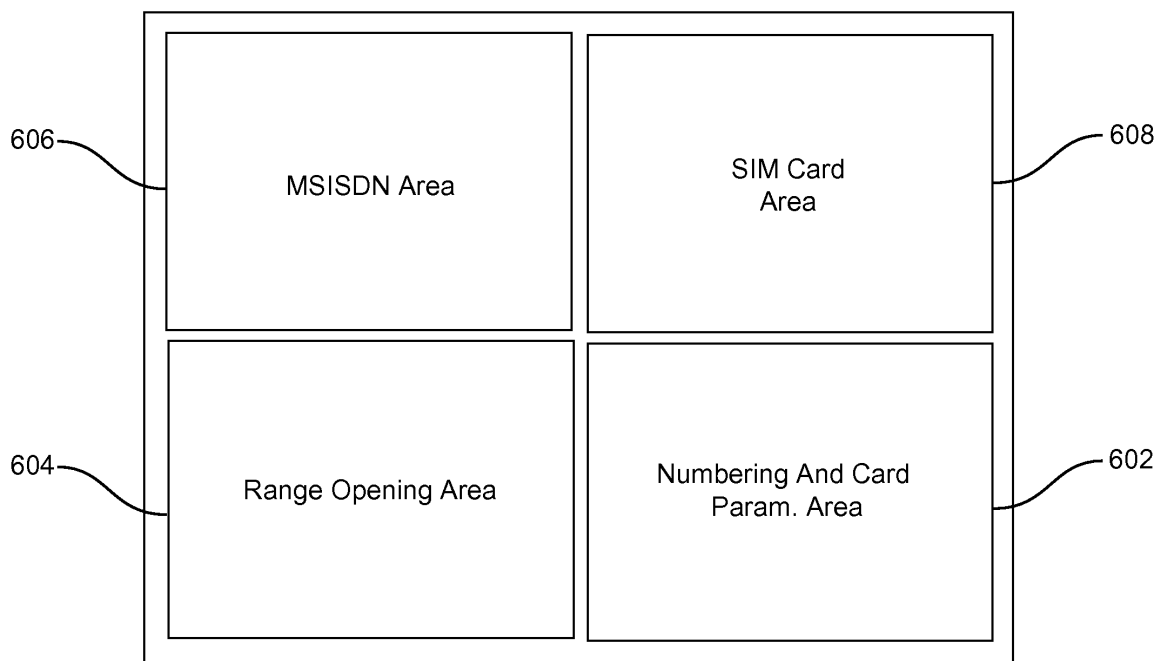 606
MSISDN Area
SIM Card
Area
608
604
Range Opening Area
Numbering And Card
Param. Area
602